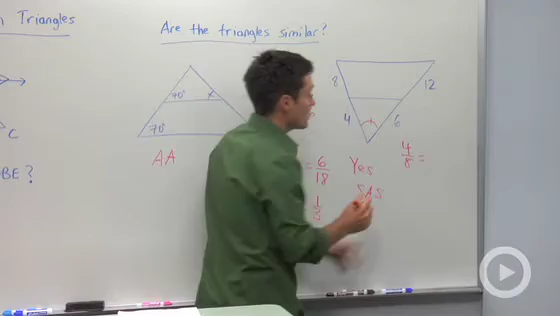 Triangles
Are the triangles similar?
70°
x
70°
AA
C
BE?
8
12
4
6
= 6/18
Yes
4/8 =
1/3
SAS